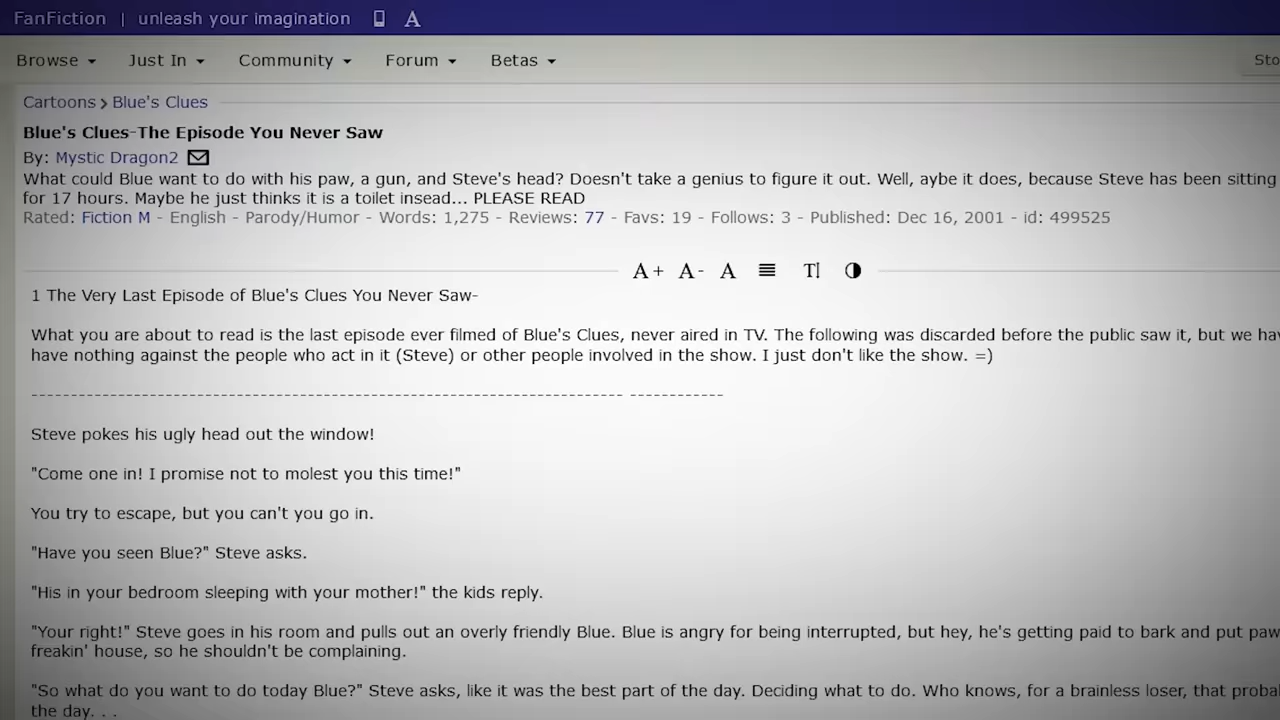 FanFiction | unleash your imagination A
Browse Just In Community Forum Betas Sto
Cartoons > Blue's Clues
Blue's Clues-The Episode You Never Saw
By: Mystic Dragon2
What could Blue want to do with his paw, a gun, and Steve's head? Doesn't take a genius to figure it out. Well, aybe it does, because Steve has been sitting
for 17 hours. Maybe he just thinks it is a toilet insead... PLEASE READ
Rated: Fiction M - English - Parody/Humor - Words: 1,275 - Reviews: 77 - Favs: 19 - Follows: 3 - Published: Dec 16, 2001 - id: 499525
A+ A- A
1 The Very Last Episode of Blue's Clues You Never Saw-
What you are about to read is the last episode ever filmed of Blue's Clues, never aired in TV. The following was discarded before the public saw it, but we hav
have nothing against the people who act in it (Steve) or other people involved in the show. I just don't like the show. =)
--------------------------------------------------------------------------- ------------
Steve pokes his ugly head out the window!
"Come one in! I promise not to molest you this time!"
You try to escape, but you can't you go in.
"Have you seen Blue?" Steve asks.
"His in your bedroom sleeping with your mother!" the kids reply.
"Your right!" Steve goes in his room and pulls out an overly friendly Blue. Blue is angry for being interrupted, but hey, he's getting paid to bark and put paw
freakin' house, so he shouldn't be complaining.
"So what do you want to do today Blue?" Steve asks, like it was the best part of the day. Deciding what to do. Who knows, for a brainless loser, that probal
the day. . .